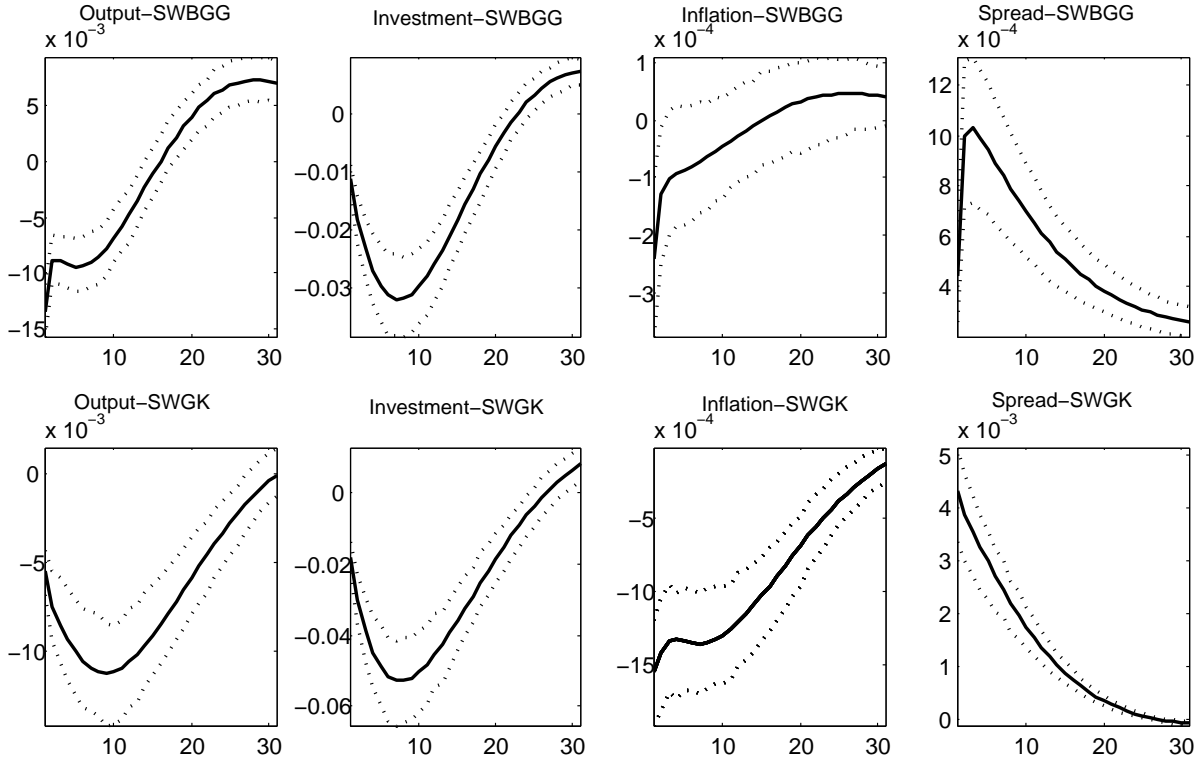 Output−SWBGG
x 10−3
5
0
−5
−10
−15
10 20 30
Investment−SWBGG
0
−0.01
−0.02
−0.03
10 20 30
Inflation−SWBGG
x 10−4
1
0
−1
−2
−3
10 20 30
Spread−SWBGG
x 10−4
12
10
8
6
4
10 20 30
Output−SWGK
x 10−3
0
−5
−10
10 20 30
Investment−SWGK
0
−0.02
−0.04
−0.06
10 20 30
Inflation−SWGK
x 10−4
−5
−10
−15
10 20 30
Spread−SWGK
x 10−3
5
4
3
2
1
0
10 20 30